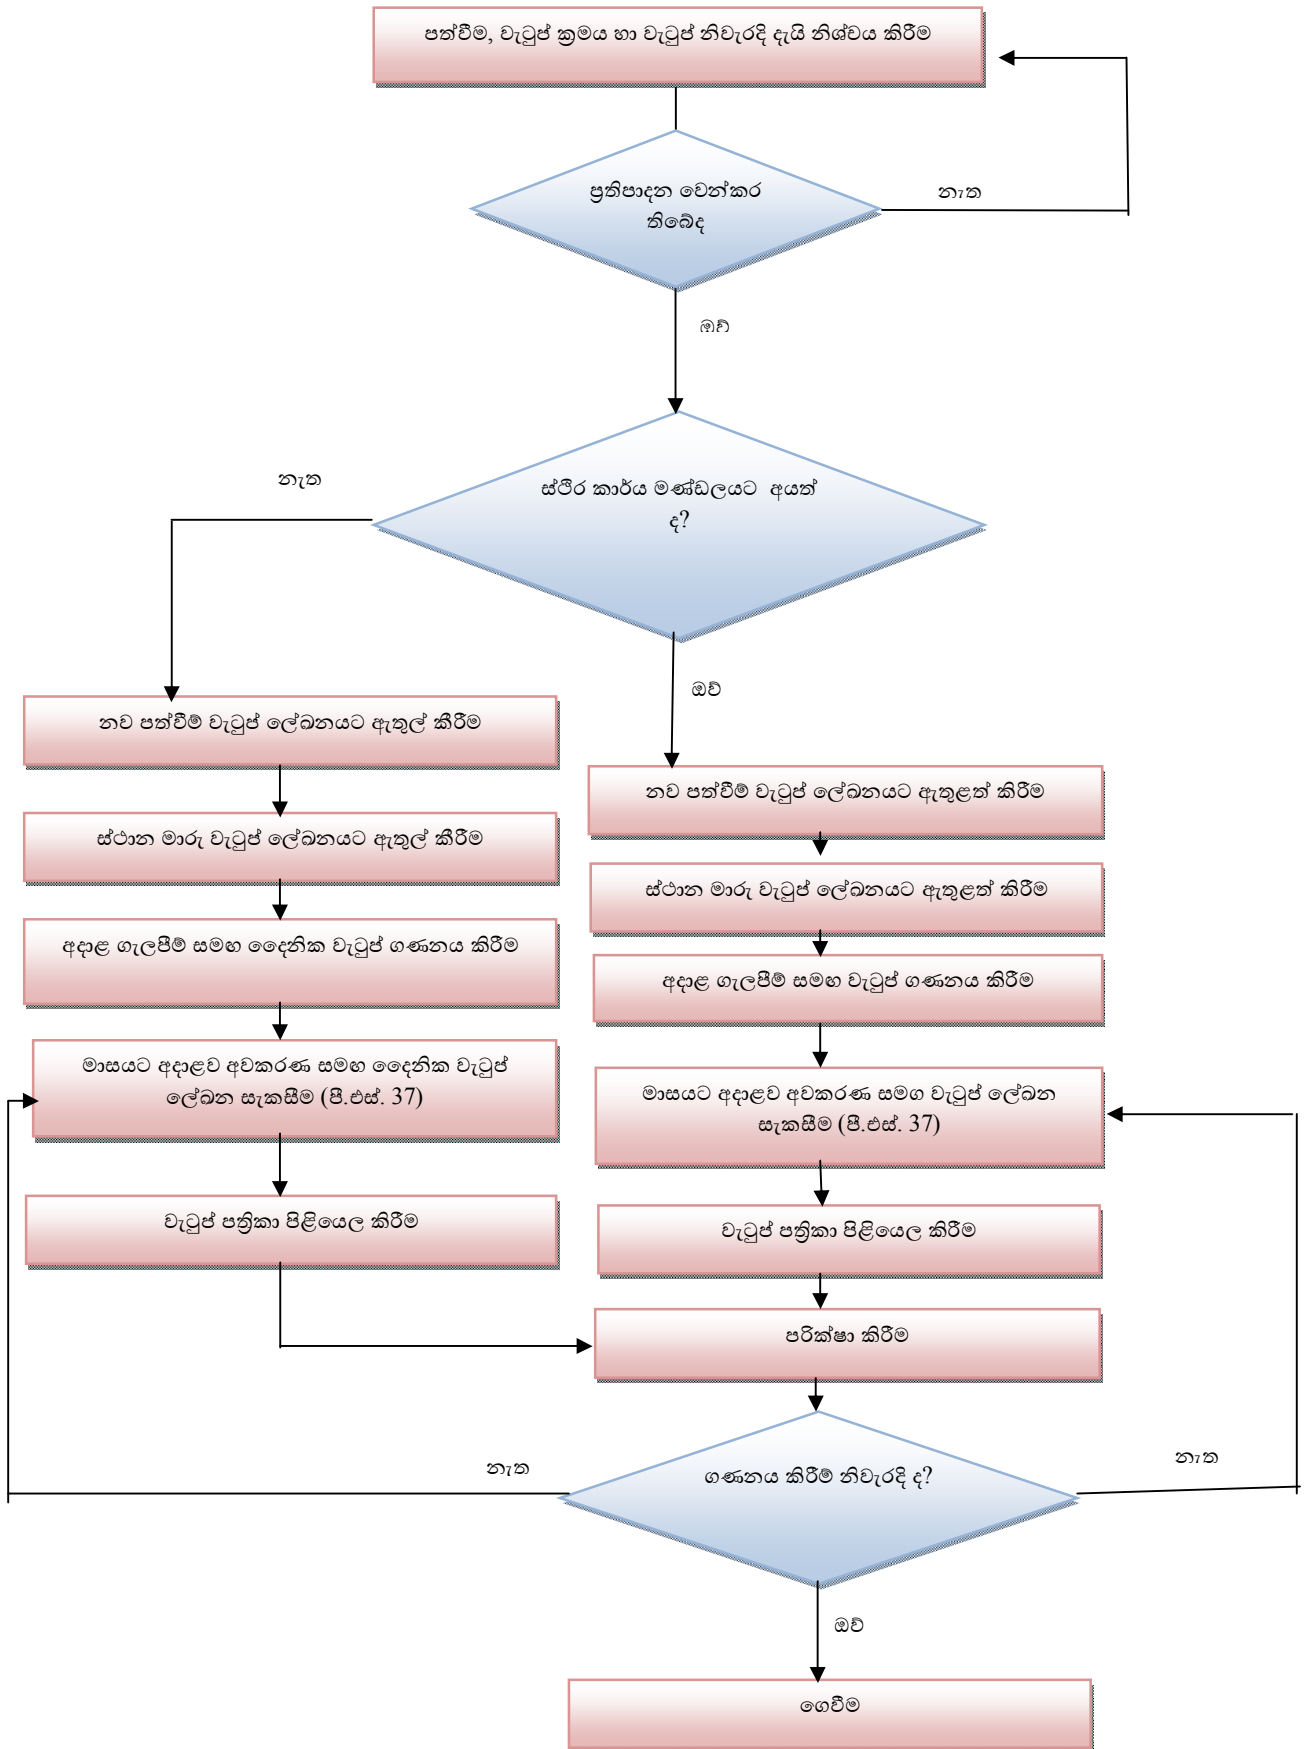 පත්වීම, වැටුප් ක්‍රමය හා වැටුප් නිවැරදි දැයි නිශ්චය කිරීම
ප්‍රතිපාදන වෙන්කර
තිබේද
නැත
ඔව්
ස්ථිර කාර්ය මණ්ඩලයට අයත්
ද?
නැත
ඔව්
නව පත්වීම් වැටුප් ලේඛනයට ඇතුල් කීරීම
ස්ථාන මාරු වැටුප් ලේඛනයට ඇතුල් කීරීම
අදාළ ගැලපීම් සමඟ දෛනික වැටුප් ගණනය කිරීම
මාසයට අදාළව අවකරණ සමඟ දෛනික වැටුප්
ලේඛන සැකසීම (පී.එස්. 37)
වැටුප් පත්‍රිකා පිළියෙල කිරීම
නව පත්වීම් වැටුප් ලේඛනයට ඇතුළත් කිරීම
ස්ථාන මාරු වැටුප් ලේඛනයට ඇතුළත් කිරීම
අදාළ ගැලපීම් සමඟ වැටුප් ගණනය කිරීම
මාසයට අදාළව අවකරණ සමග වැටුප් ලේඛන
සැකසීම (පී.එස්. 37)
වැටුප් පත්‍රිකා පිළියෙල කිරීම
පරික්ෂා කිරීම
ගණනය කිරීම් නිවැරදි ද?
නැත
නැත
ඔව්
ගෙවීම